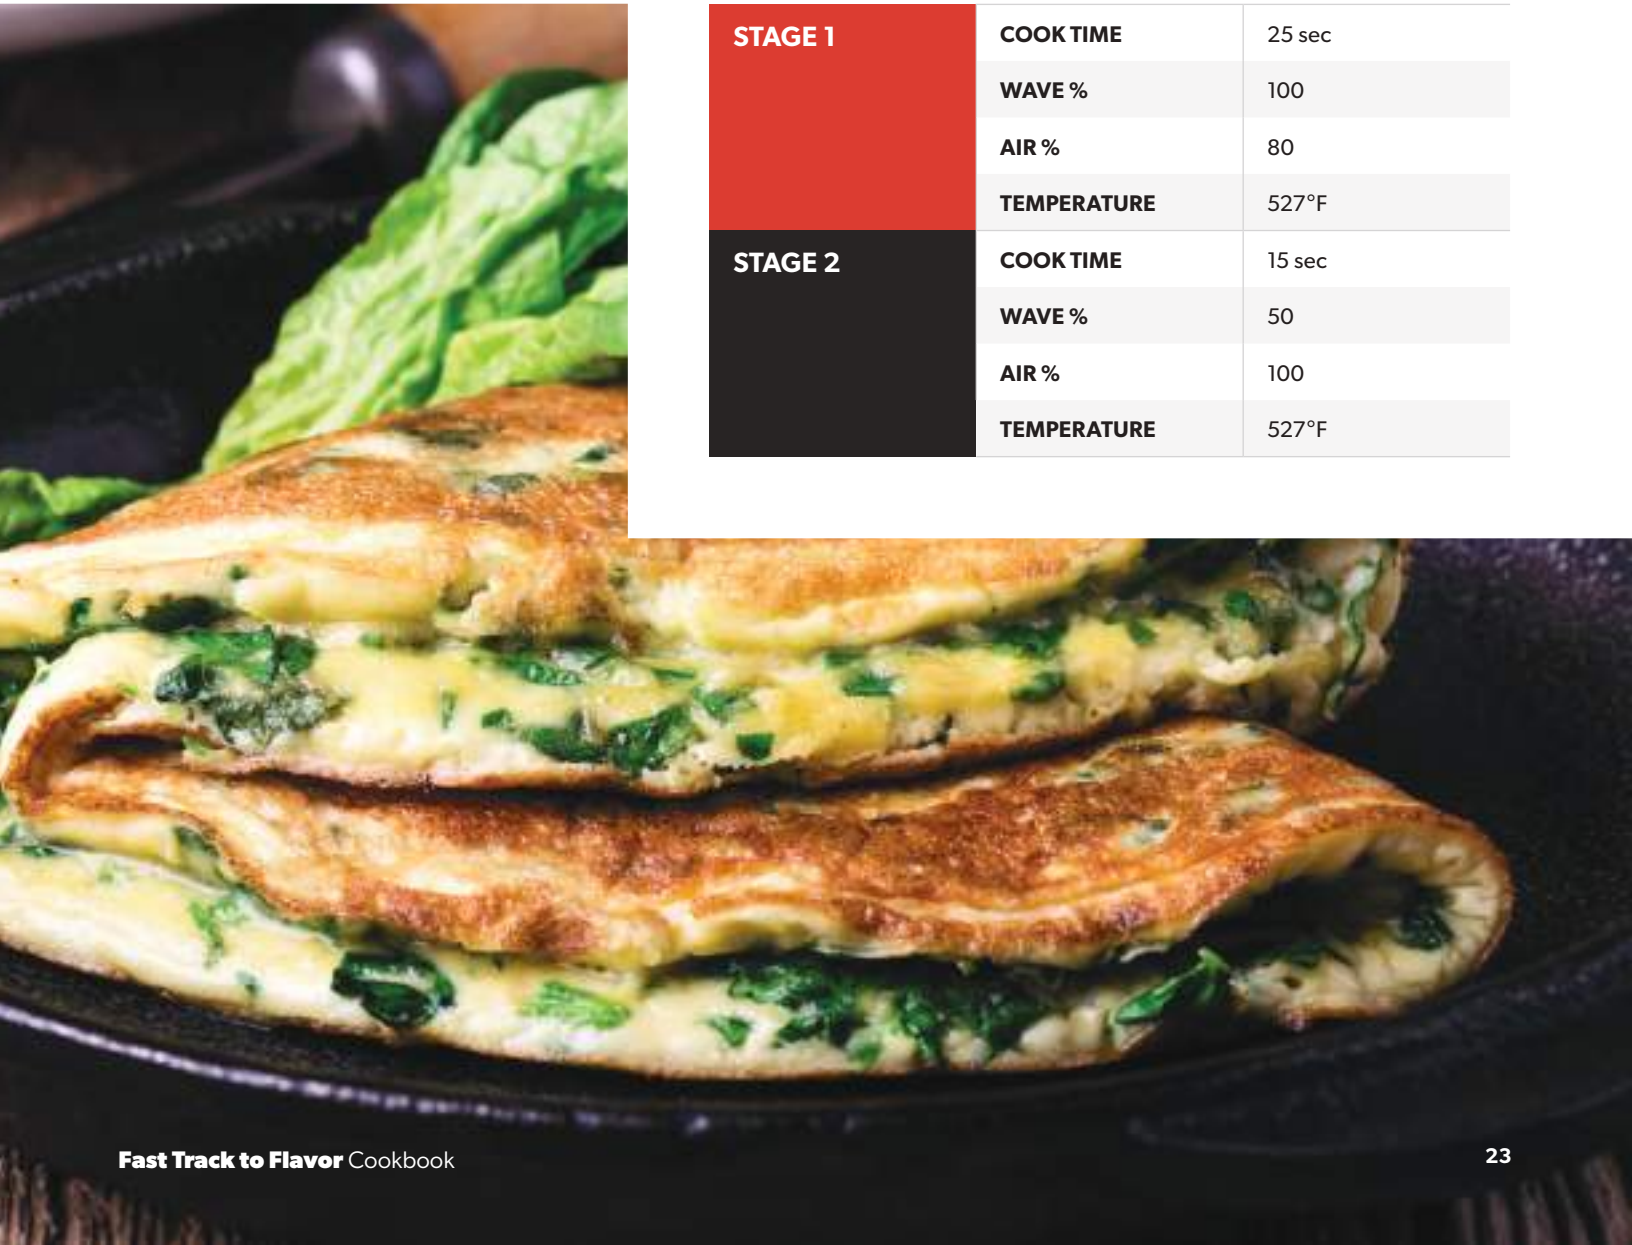 STAGE 1
COOK TIME 25 sec
WAVE % 100
AIR % 80
TEMPERATURE 527°F
STAGE 2
COOK TIME 15 sec
WAVE % 50
AIR % 100
TEMPERATURE 527°F
Fast Track to Flavor Cookbook
23